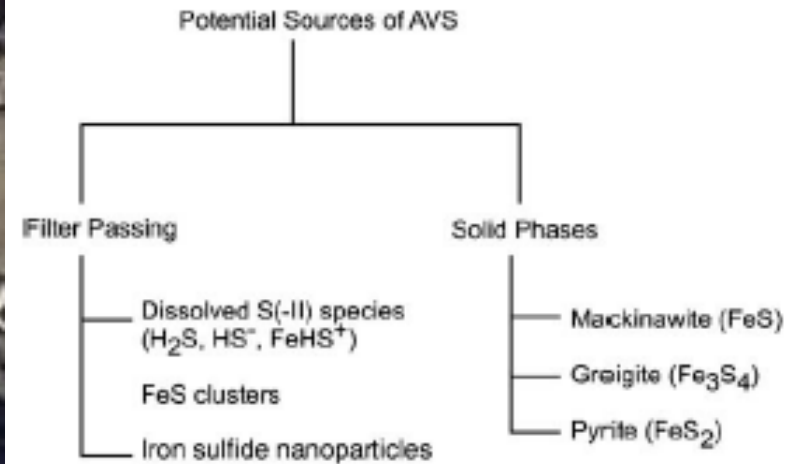 Potential Sources of AVS
Filter Passing
Solid Phases
Dissolved S(-II) species
(H₂S, HS⁻, FeHS⁺)
FeS clusters
Iron sulfide nanoparticles
Mackinawite (FeS)
Greigite (Fe₃S₄)
Pyrite (FeS₂)